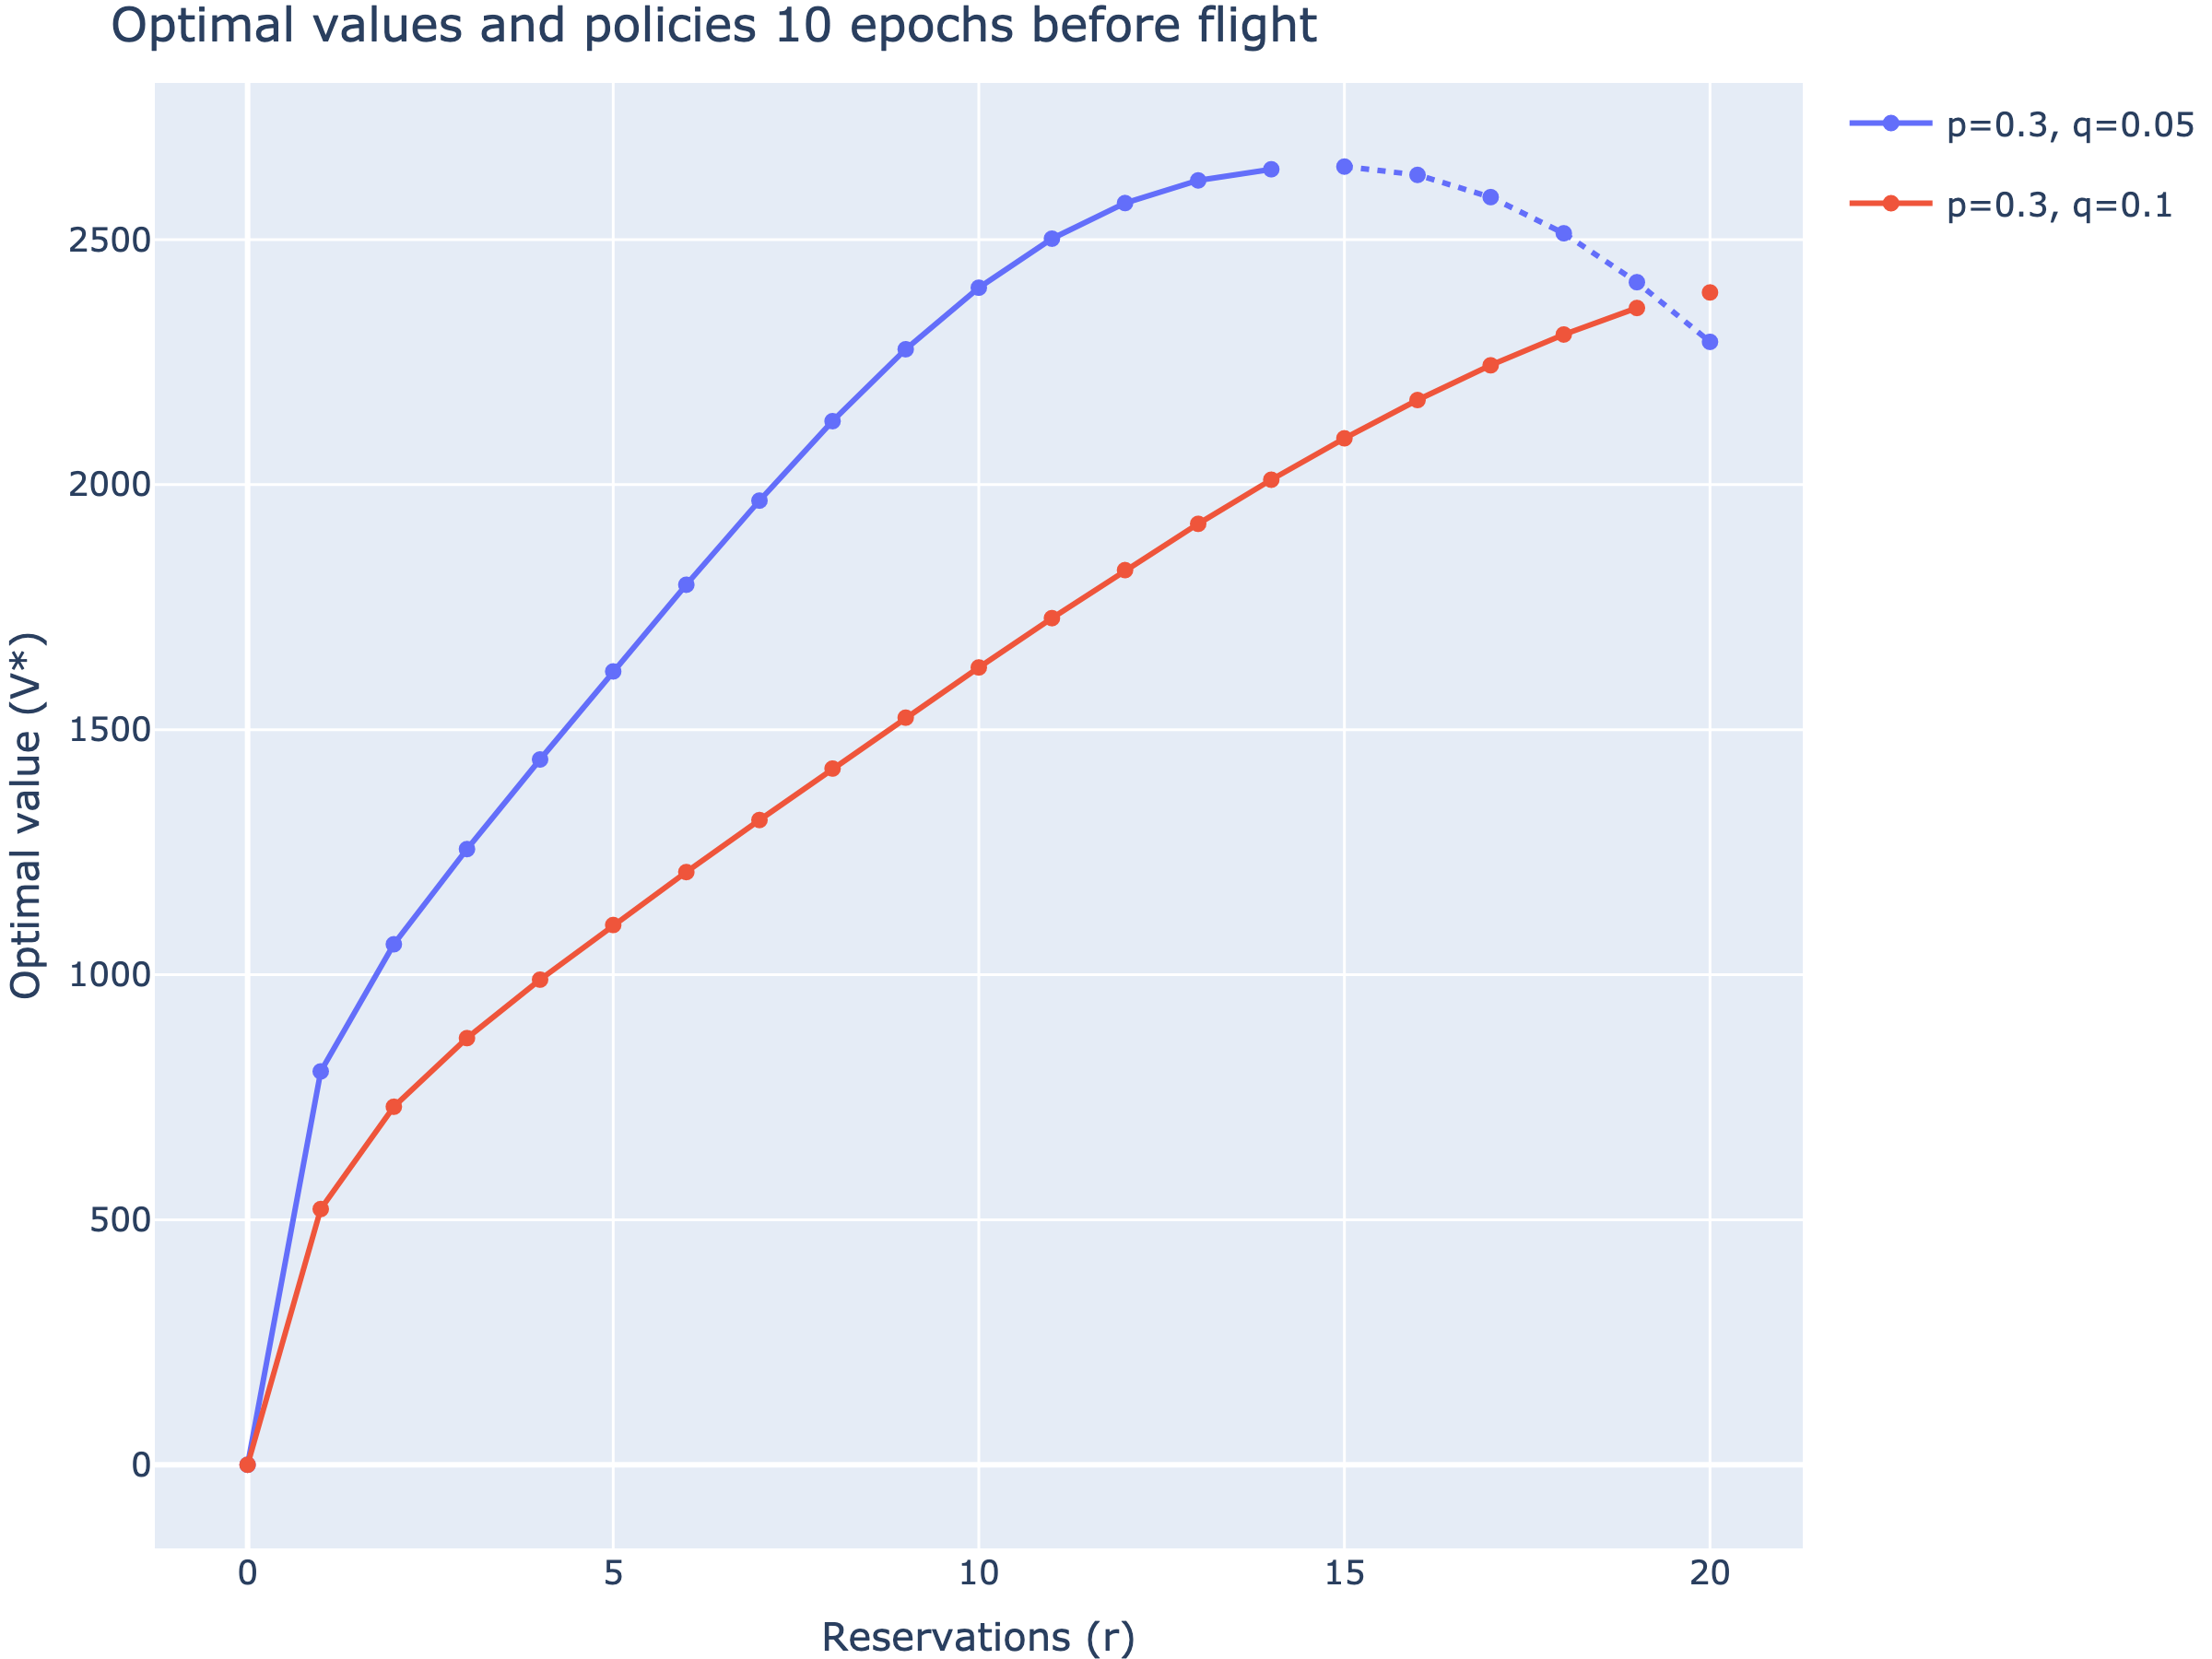 Optimal values and policies 10 epochs before flight
p=0.3, q=0.05
p=0.3, q=0.1
Optimal value (V*)
2500
2000
1500
1000
500
0
0 5 10 15 20
Reservations (r)